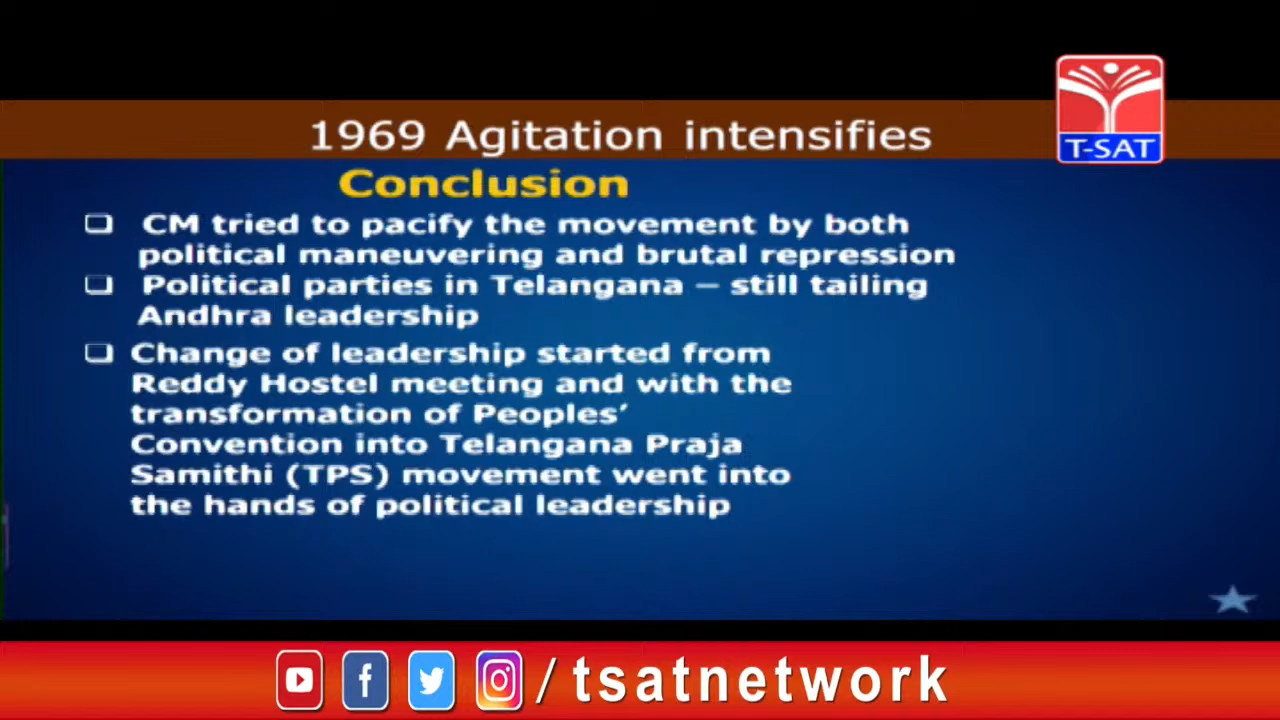 T-SAT
1969 Agitation intensifies
Conclusion
CM tried to pacify the movement by both
political maneuvering and brutal repression
Political parties in Telangana – still tailing
Andhra leadership
Change of leadership started from
Reddy Hostel meeting and with the
transformation of Peoples’
Convention into Telangana Praja
Samithi (TPS) movement went into
the hands of political leadership
/tsatnetwork